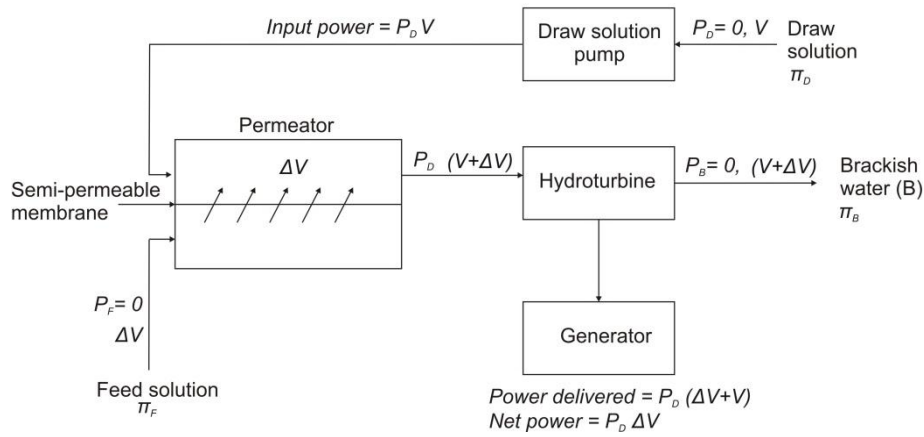 Input power = P_D V
Draw solution
pump
P_D = 0, V
Draw
solution
π_D
Permeator
ΔV
P_D (V+ΔV)
Hydroturbine
P_B = 0, (V+ΔV)
Brackish
water (B)
π_B
Semi-permeable
membrane
P_F = 0
ΔV
Feed solution
π_F
Generator
Power delivered = P_D (ΔV+V)
Net power = P_D ΔV